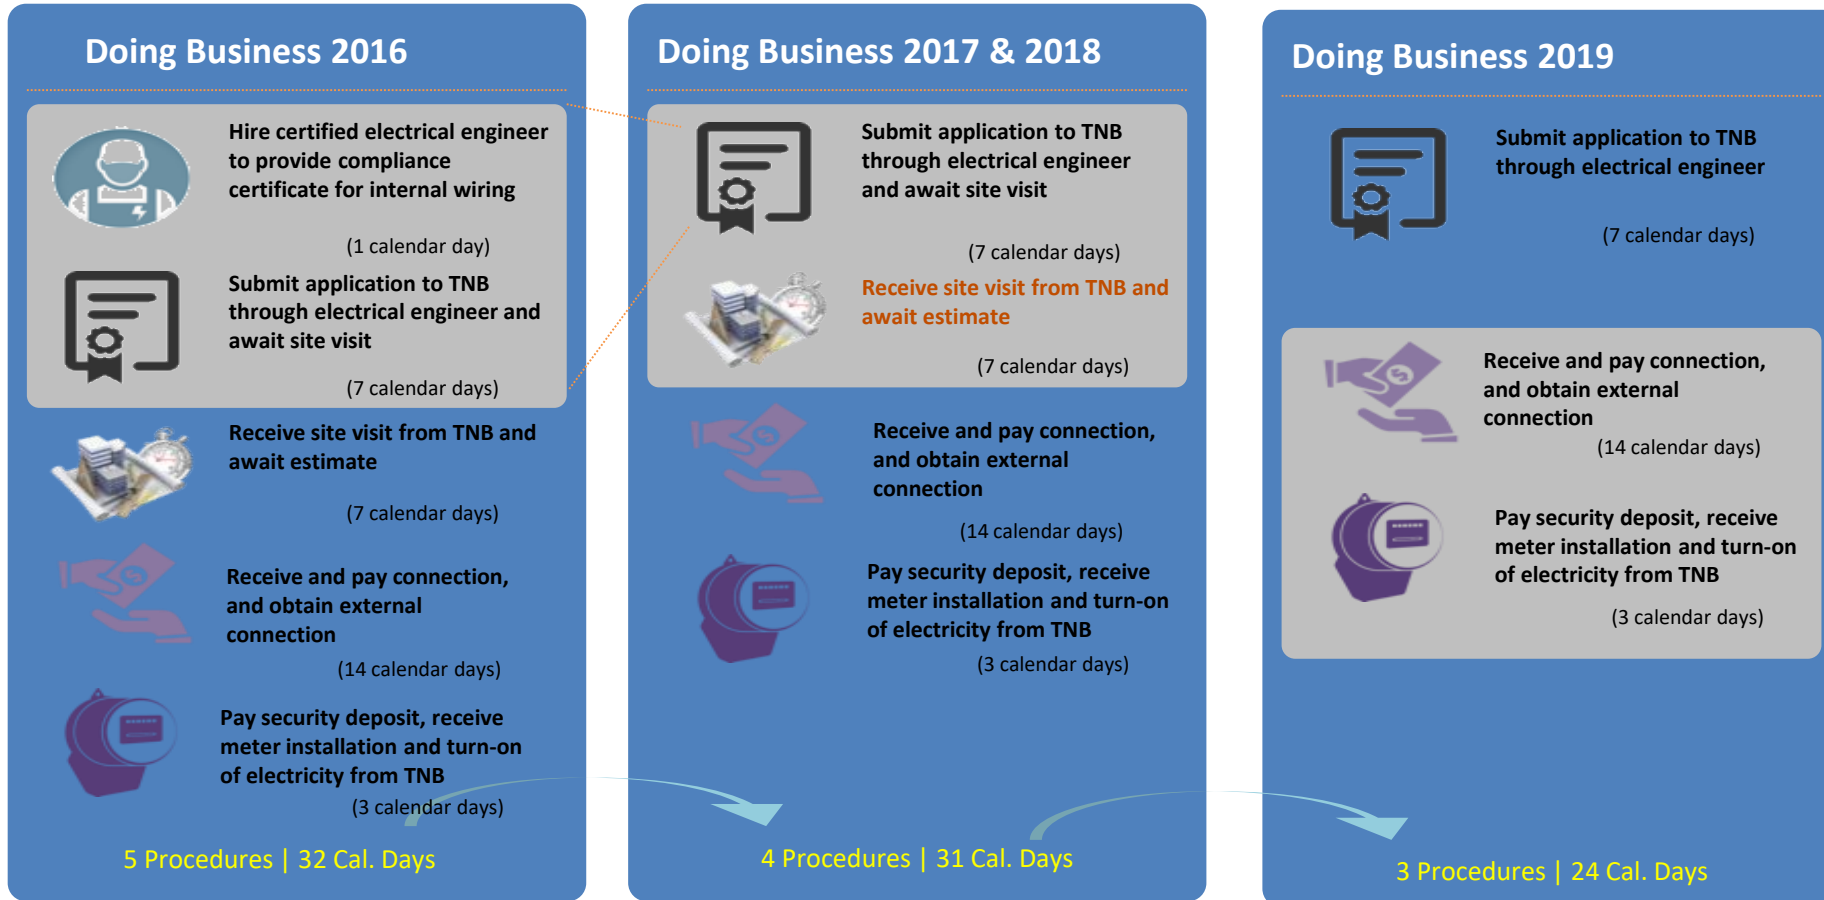 Doing Business 2016
Hire certified electrical engineer
to provide compliance
certificate for internal wiring
(1 calendar day)
Submit application to TNB
through electrical engineer and
await site visit
(7 calendar days)
Receive site visit from TNB and
await estimate
(7 calendar days)
Receive and pay connection,
and obtain external
connection
(14 calendar days)
Pay security deposit, receive
meter installation and turn-on
of electricity from TNB
(3 calendar days)
5 Procedures | 32 Cal. Days
Doing Business 2017 & 2018
Submit application to TNB
through electrical engineer
and await site visit
(7 calendar days)
Receive site visit from TNB and
await estimate
(7 calendar days)
Receive and pay connection,
and obtain external
connection
(14 calendar days)
Pay security deposit, receive
meter installation and turn-on
of electricity from TNB
(3 calendar days)
4 Procedures | 31 Cal. Days
Doing Business 2019
Submit application to TNB
through electrical engineer
(7 calendar days)
Receive and pay connection,
and obtain external
connection
(14 calendar days)
Pay security deposit, receive
meter installation and turn-on
of electricity from TNB
(3 calendar days)
3 Procedures | 24 Cal. Days